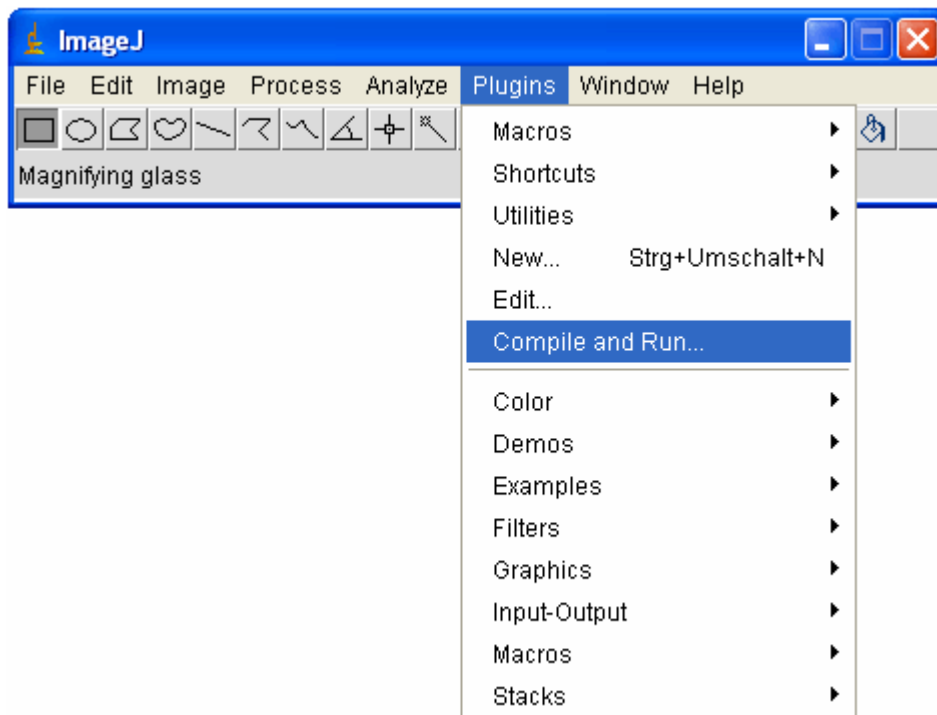 ImageJ
File Edit Image Process Analyze Plugins Window Help
Magnifying glass
Macros
Shortcuts
Utilities
New... Strg+Umschalt+N
Edit...
Compile and Run...
Color
Demos
Examples
Filters
Graphics
Input-Output
Macros
Stacks